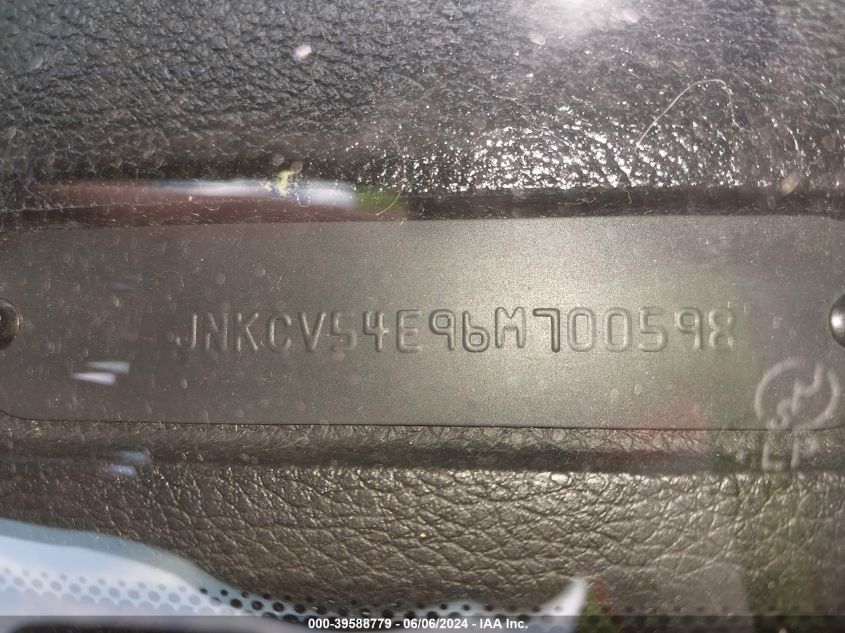 JNKCV54E96M700598
000-39588779 | 06/06/2024 - | IAA Inc.